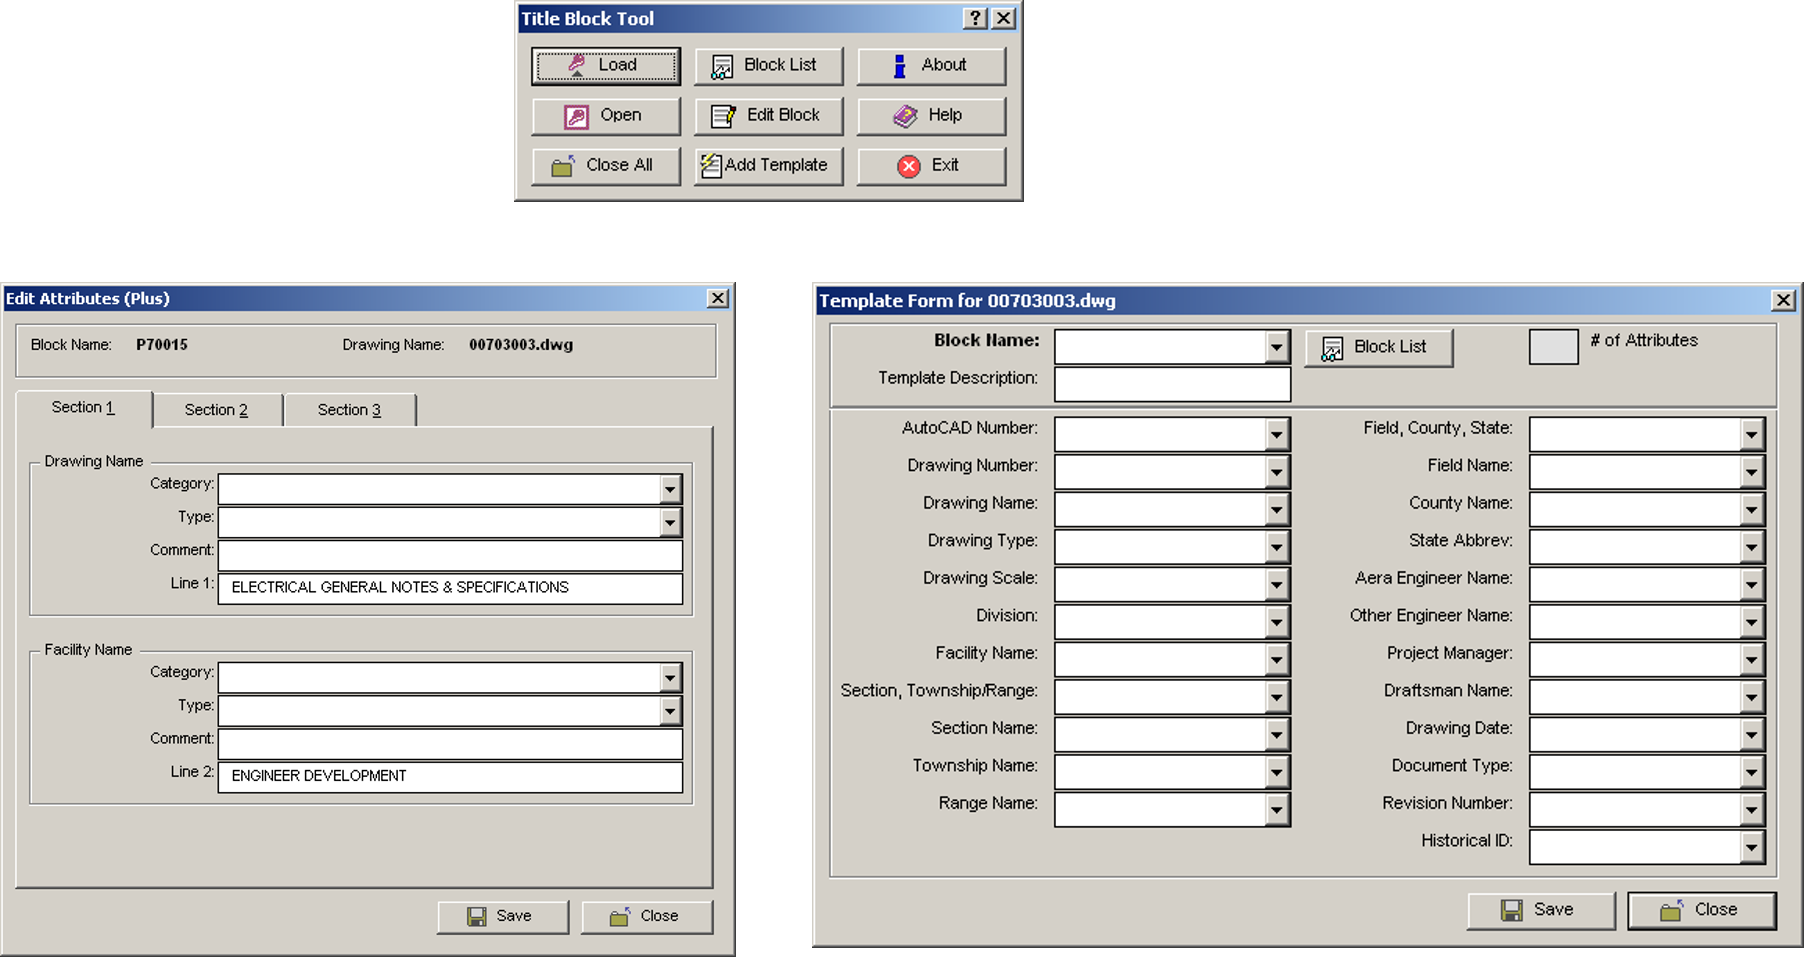 Title Block Tool
Load Block List About
Open Edit Block Help
Close All Add Template Exit
Edit Attributes (Plus)
Block Name: P70015 Drawing Name: 00703003.dwg
Section 1 Section 2 Section 3
Drawing Name
Category:
Type:
Comment:
Line 1: ELECTRICAL GENERAL NOTES & SPECIFICATIONS
Facility Name
Category:
Type:
Comment:
Line 2: ENGINEER DEVELOPMENT
Save Close
Template Form for 00703003.dwg
Block Name: Block List # of Attributes
Template Description:
AutoCAD Number: Field, County, State:
Drawing Number: Field Name:
Drawing Name: County Name:
Drawing Type: State Abbrev:
Drawing Scale: Aera Engineer Name:
Division: Other Engineer Name:
Facility Name: Project Manager:
Section, Township/Range: Draftsman Name:
Section Name: Drawing Date:
Township Name: Document Type:
Range Name: Revision Number:
Historical ID:
Save Close